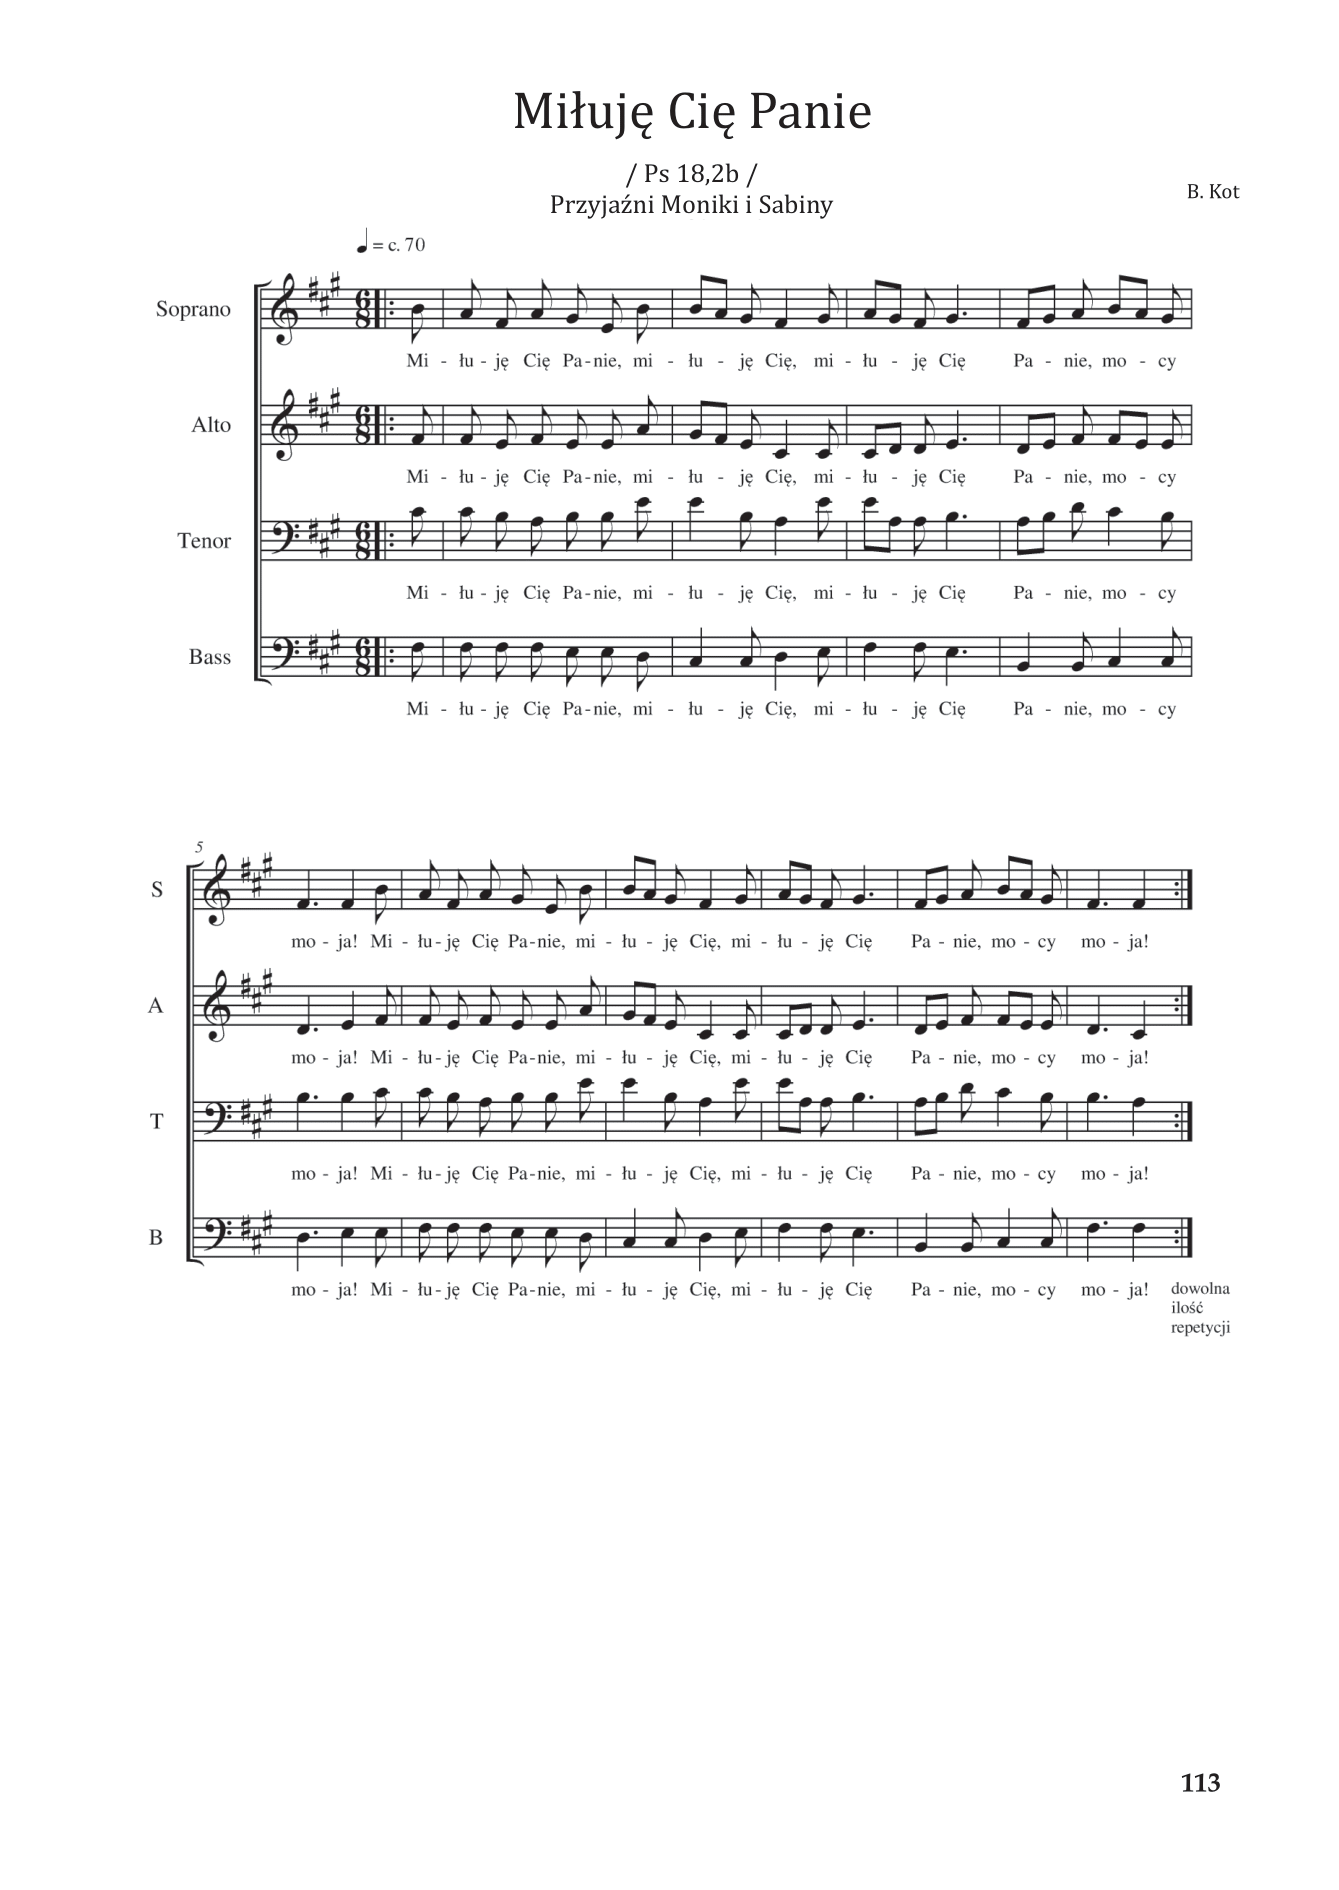 Miłuję Cię Panie
/ Ps 18,2b /
Przyjaźni Moniki i Sabiny
B. Kot
♩ = c. 70
Soprano
Mi - łu - ję Cię Pa-nie, mi - łu - ję Cię, mi - łu - ję Cię Pa - nie, mo - cy
Alto
Mi - łu - ję Cię Pa-nie, mi - łu - ję Cię, mi - łu - ję Cię Pa - nie, mo - cy
Tenor
Mi - łu - ję Cię Pa-nie, mi - łu - ję Cię, mi - łu - ję Cię Pa - nie, mo - cy
Bass
Mi - łu - ję Cię Pa-nie, mi - łu - ję Cię, mi - łu - ję Cię Pa - nie, mo - cy
5
S
mo - ja! Mi - łu-ję Cię Pa-nie, mi - łu - ję Cię, mi - łu - ję Cię Pa - nie, mo - cy mo - ja!
A
mo - ja! Mi - łu-ję Cię Pa-nie, mi - łu - ję Cię, mi - łu - ję Cię Pa - nie, mo - cy mo - ja!
T
mo - ja! Mi - łu-ję Cię Pa-nie, mi - łu - ję Cię, mi - łu - ję Cię Pa - nie, mo - cy mo - ja!
B
mo - ja! Mi - łu-ję Cię Pa-nie, mi - łu - ję Cię, mi - łu - ję Cię Pa - nie, mo - cy mo - ja!
dowolna
ilość
repetycji
113